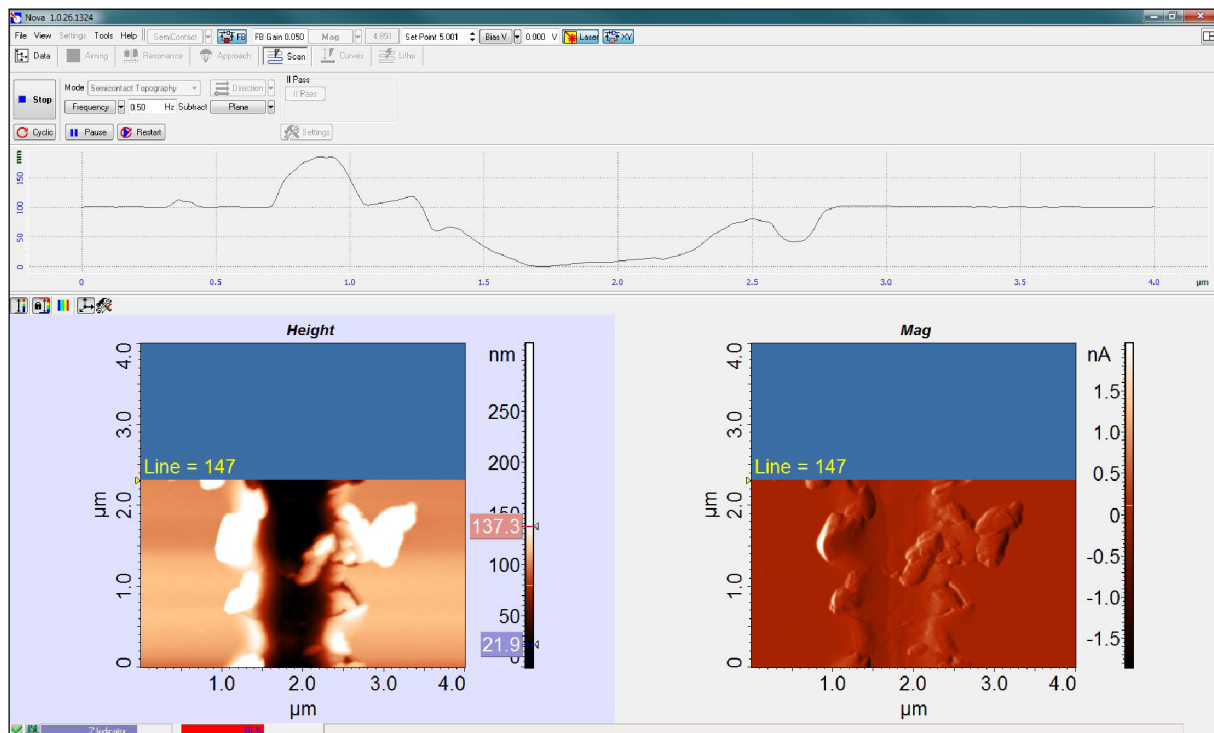 Nova 1.0.26.1324
File View Settings Tools Help SemiContact FB FB Gain 0.050 Mag 4.851 Set Point 5.001 Bias V 0.000 V Laser XY
Data Aiming Resonance Approach Scan Curves Litho
Stop
Mode Semicontact Topography Direction
II Pass
II Pass
Frequency 0.50 Hz Subtract Plane
Cyclic Pause Restart Settings
nm
150
100
50
0
0 0.5 1.0 1.5 2.0 2.5 3.0 3.5 4.0 µm
Height
4.0
3.0
2.0
1.0
0
µm
Line = 147
1.0 2.0 3.0 4.0
µm
nm
250
200
150
137.3
100
50
21.9
0
Mag
4.0
3.0
2.0
1.0
0
µm
Line = 147
1.0 2.0 3.0 4.0
µm
nA
1.5
1.0
0.5
0
-0.5
-1.0
-1.5
Z Indicator